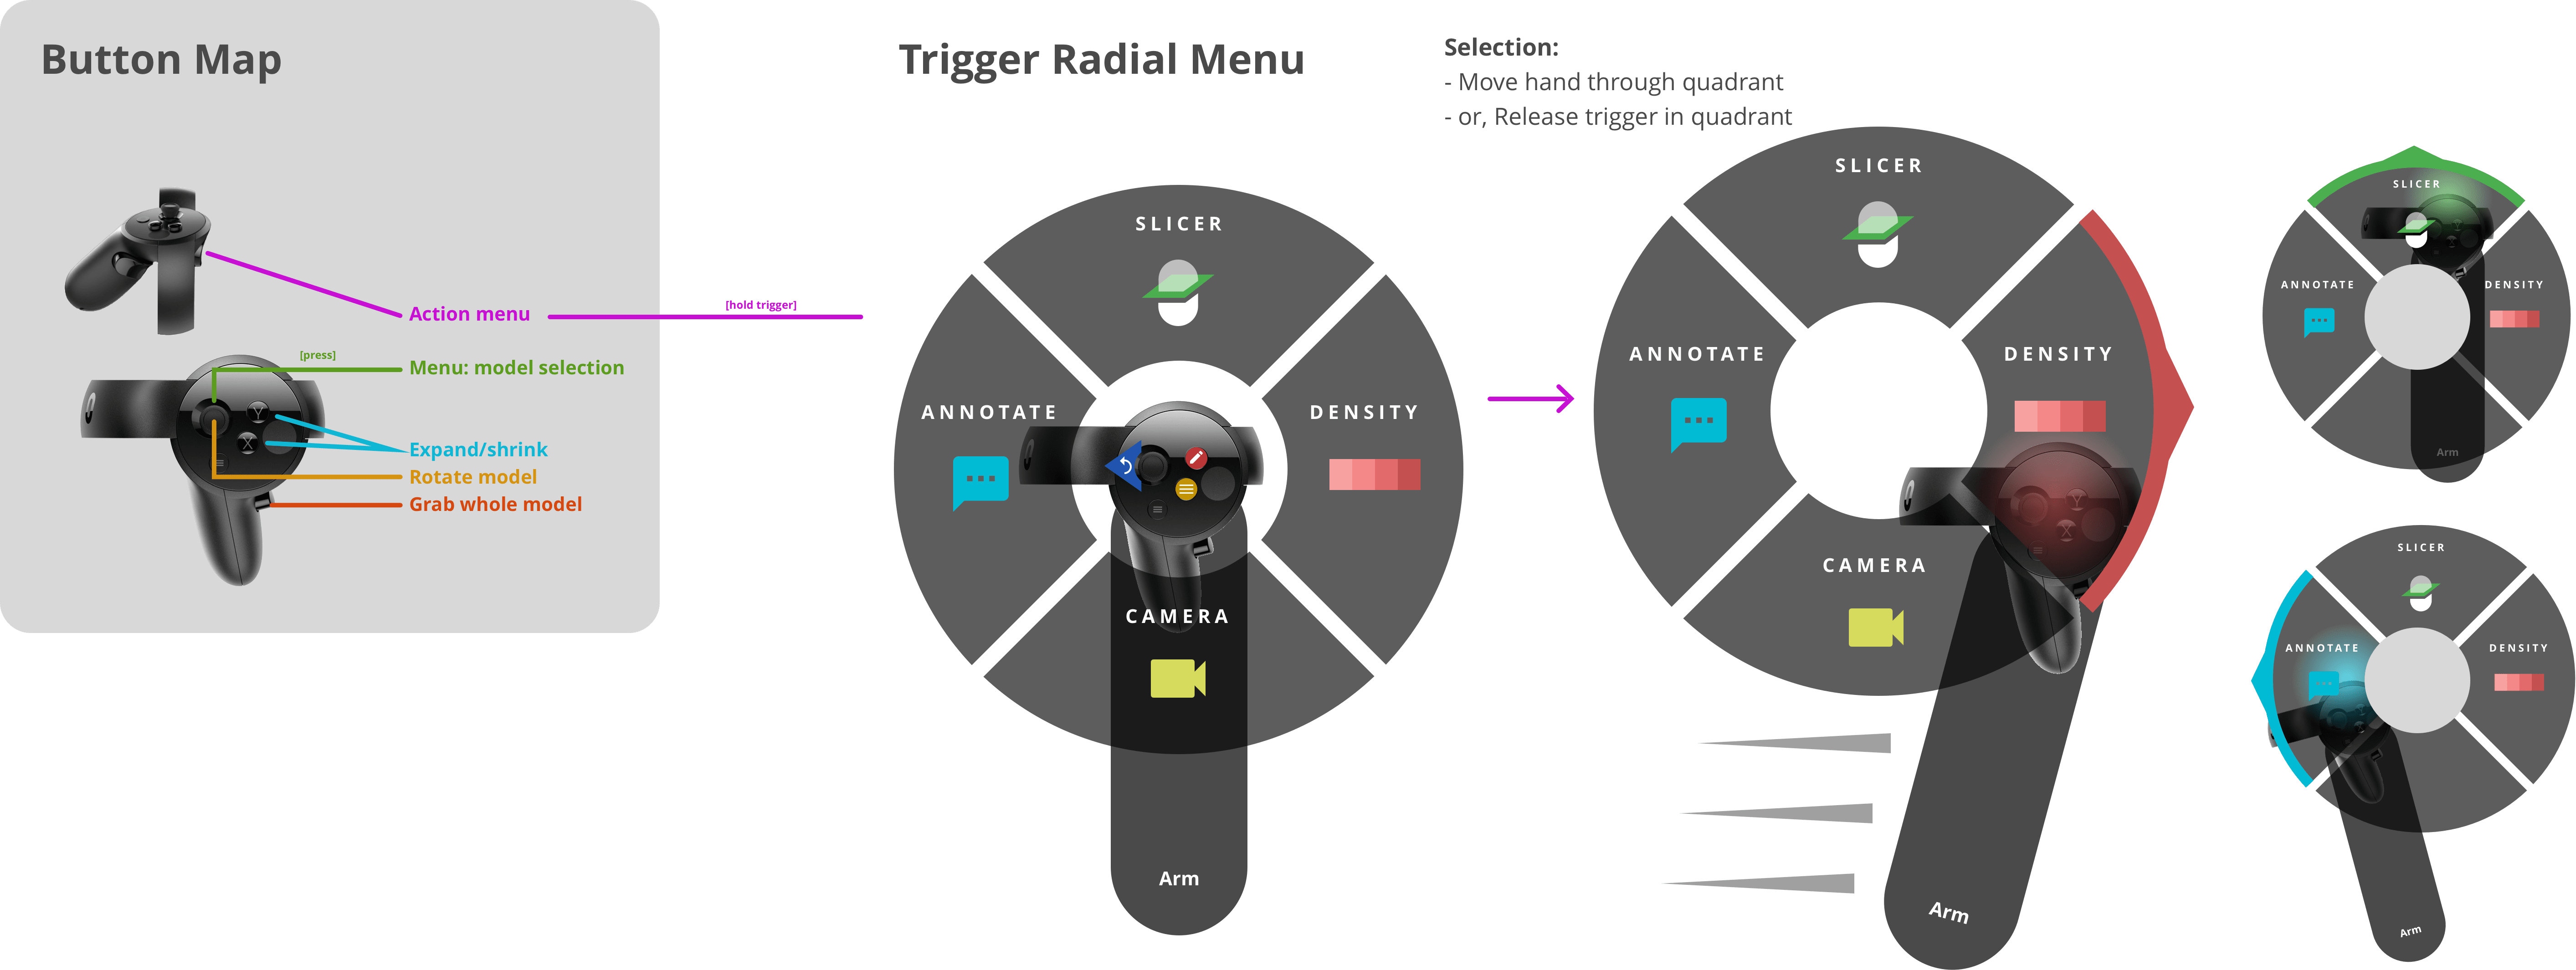 Button Map
Action menu
[hold trigger]
[press]
Menu: model selection
Y
X
Expand/shrink
Rotate model
Grab whole model
Trigger Radial Menu
SLICER
ANNOTATE
DENSITY
CAMERA
Arm
Selection:
- Move hand through quadrant
- or, Release trigger in quadrant
SLICER
ANNOTATE
DENSITY
Y
X
CAMERA
Arm
SLICER
ANNOTATE
DENSITY
Arm
SLICER
ANNOTATE
DENSITY
Arm